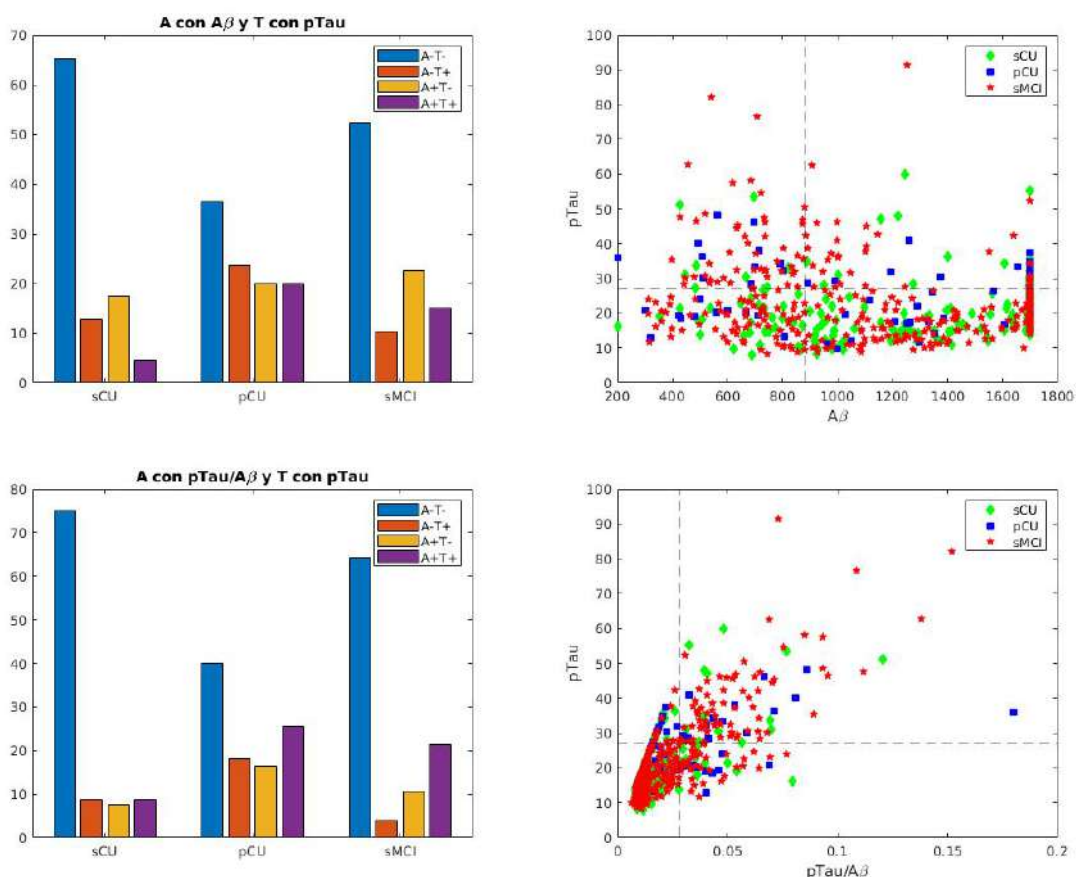 A con Aβ y T con pTau
70
60
50
40
30
20
10
0
sCU
pCU
sMCI
A-T-
A-T+
A+T-
A+T+
100
90
80
70
60
50
40
30
20
10
0
pTau
200
400
600
800
1000
1200
1400
1600
1800
Aβ
sCU
pCU
sMCI
A con pTau/Aβ y T con pTau
80
70
60
50
40
30
20
10
0
sCU
pCU
sMCI
A-T-
A-T+
A+T-
A+T+
100
90
80
70
60
50
40
30
20
10
0
pTau
0
0.05
0.1
0.15
0.2
pTau/Aβ
sCU
pCU
sMCI